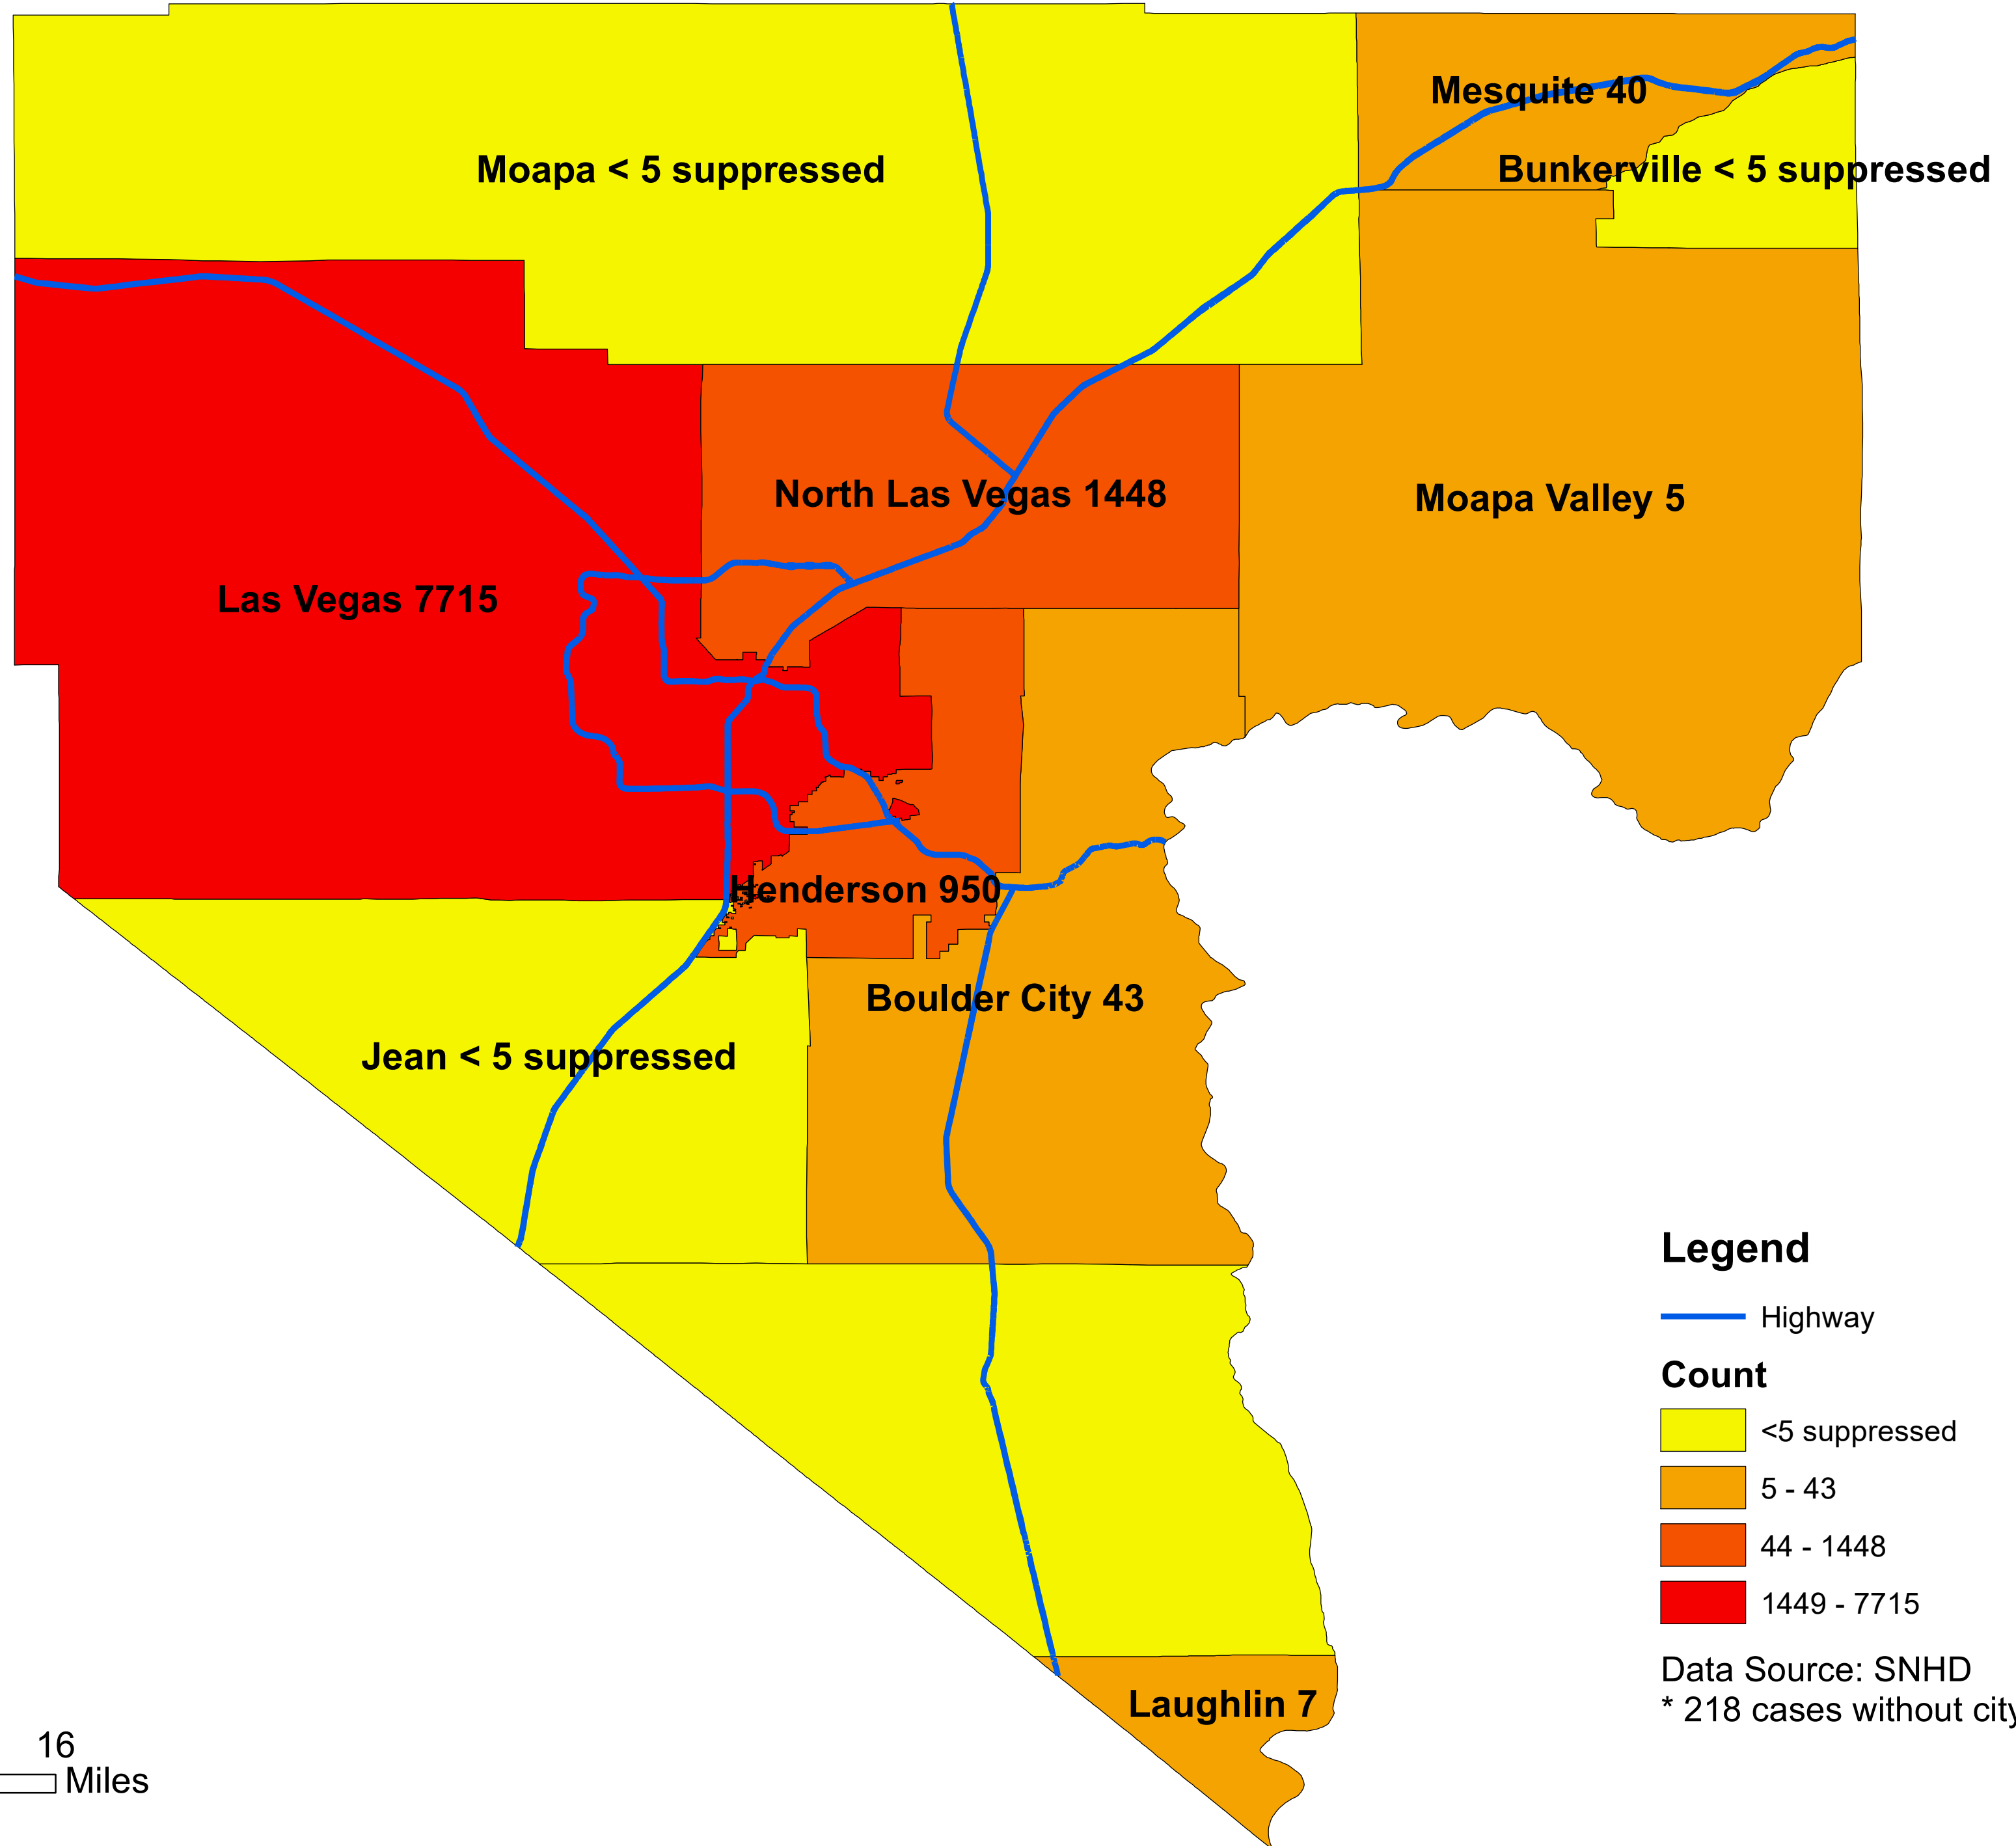 Mesquite 40
Moapa < 5 suppressed
Bunkerville < 5 suppressed
North Las Vegas 1448
Moapa Valley 5
Las Vegas 7715
Henderson 950
Boulder City 43
Jean < 5 suppressed
Laughlin 7
Legend
Highway
Count
<5 suppressed
5 - 43
44 - 1448
1449 - 7715
Data Source: SNHD
* 218 cases without city
16
Miles